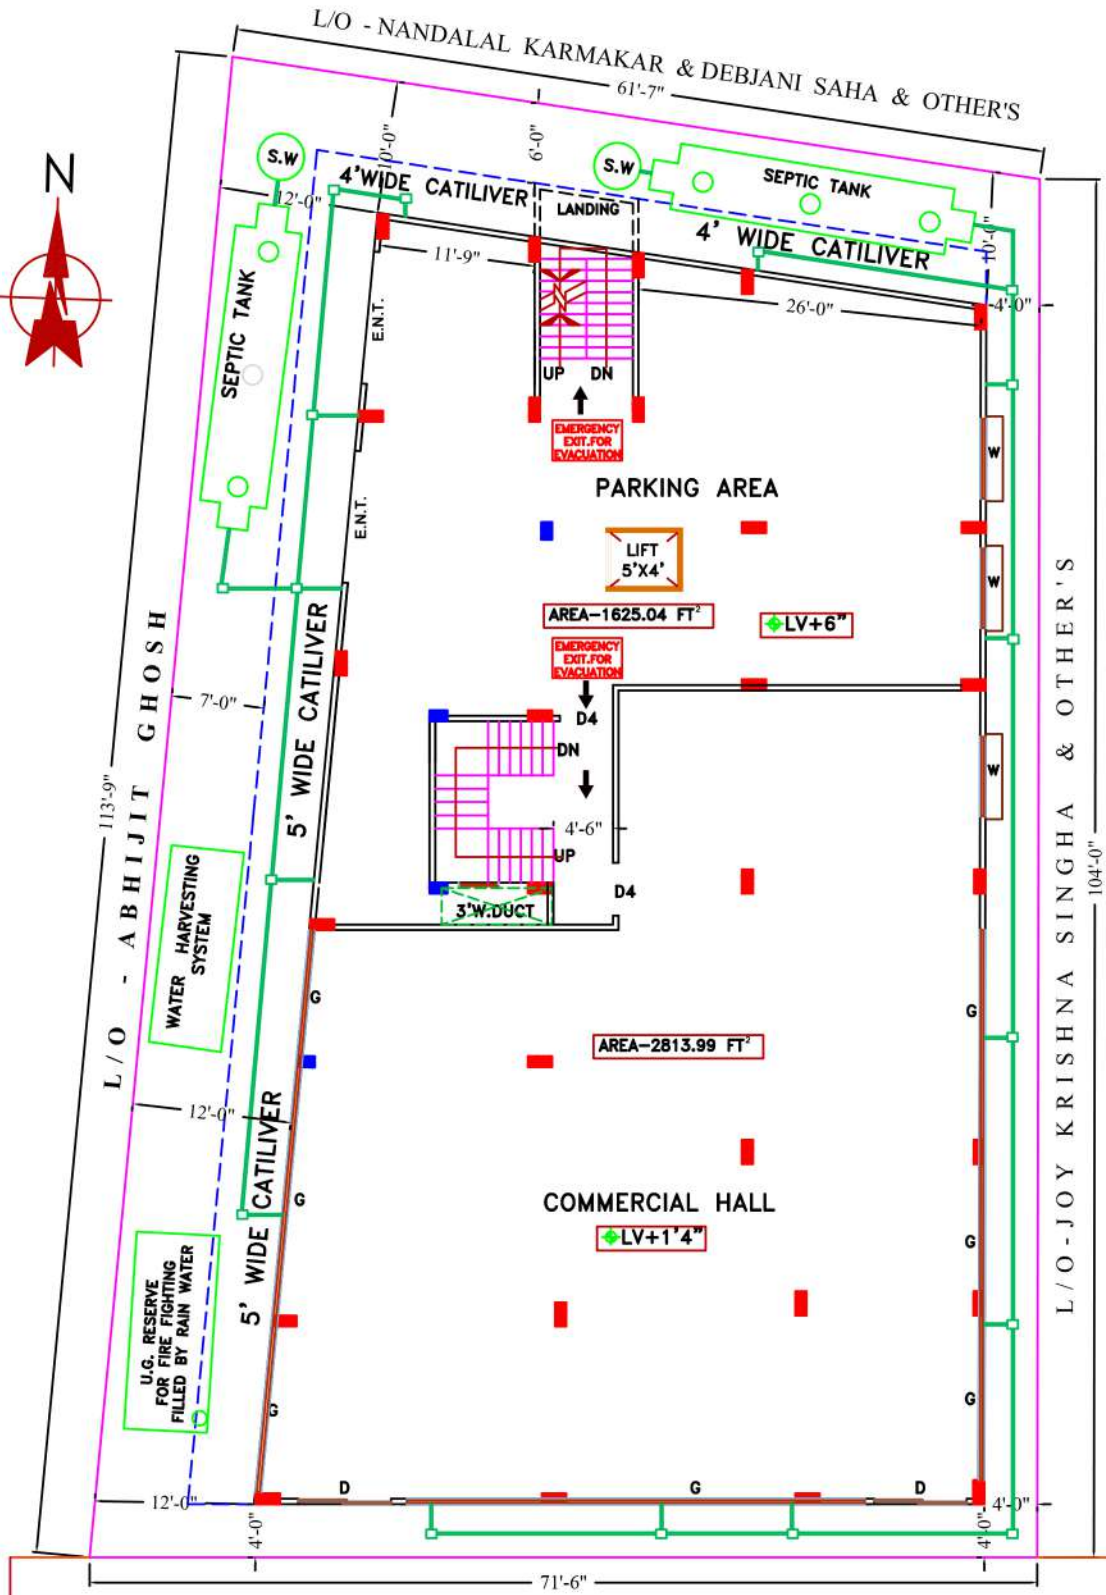 L/O - NANDALAL KARMAKAR & DEBJANI SAHA & OTHER'S
61'-7"
N
S.W
10'-0"
6'-0"
S.W
SEPTIC TANK
12'-0"
4'WIDE CATILIVER
LANDING
4' WIDE CATILIVER
10'-0"
11'-9"
26'-0"
4'-0"
SEPTIC TANK
E.N.T.
UP DN
EMERGENCY
EXIT.FOR
EVACUATION
W
PARKING AREA
E.N.T.
LIFT
5'X4'
W
AREA-1625.04 FT²
LV+6"
EMERGENCY
EXIT.FOR
EVACUATION
7'-0"
5' WIDE CATILIVER
D4
DN
W
113'-9"
L/O - ABHIJIT GHOSH
4'-6"
UP
104'-0"
L/O-JOY KRISHNA SINGHA & OTHER'S
D4
3'W.DUCT
WATER HARVESTING
SYSTEM
G
G
AREA-2813.99 FT²
12'-0"
5' WIDE CATILIVER
G
COMMERCIAL HALL
LV+1'4"
G
U.G. RESERVE
FOR FIRE FIGHTING
FILLED BY RAIN WATER
G
G
D
G
D
12'-0"
4'-0"
4'-0"
4'-0"
71'-6"